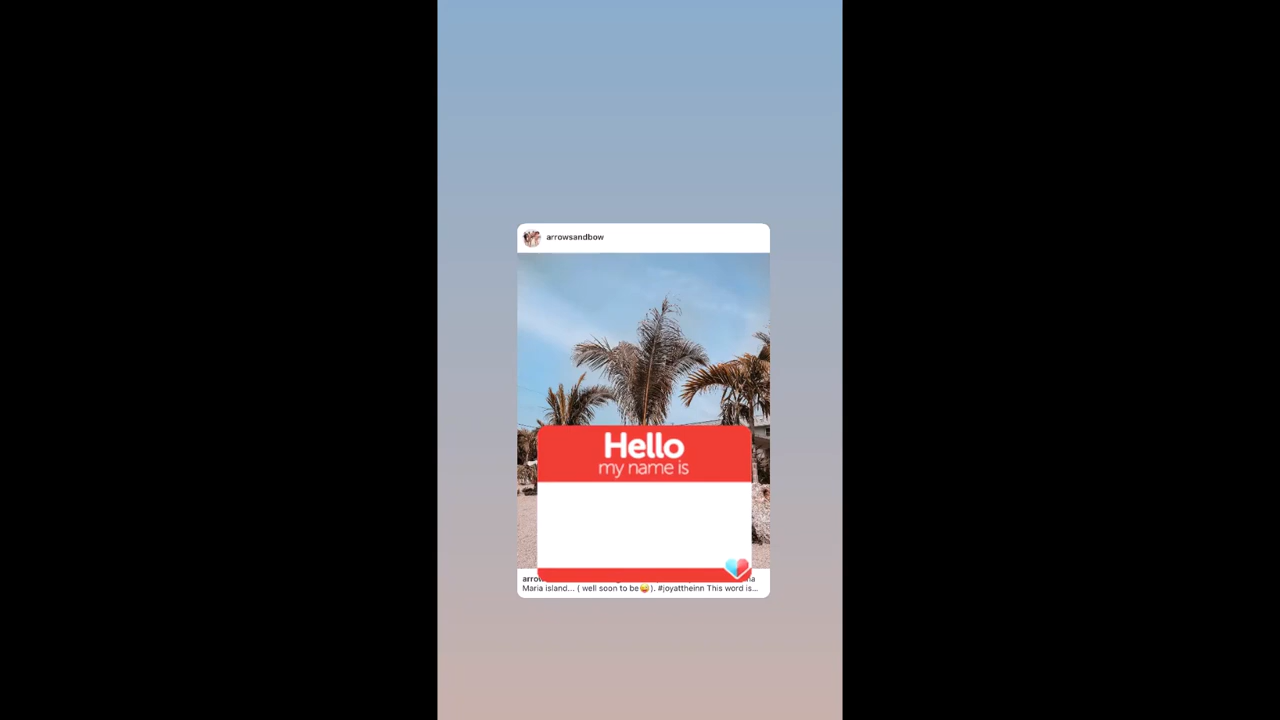 arrowsandbow
Hello
my name is
Maria island... ( well soon to be😜). #joyattheinn This word is...